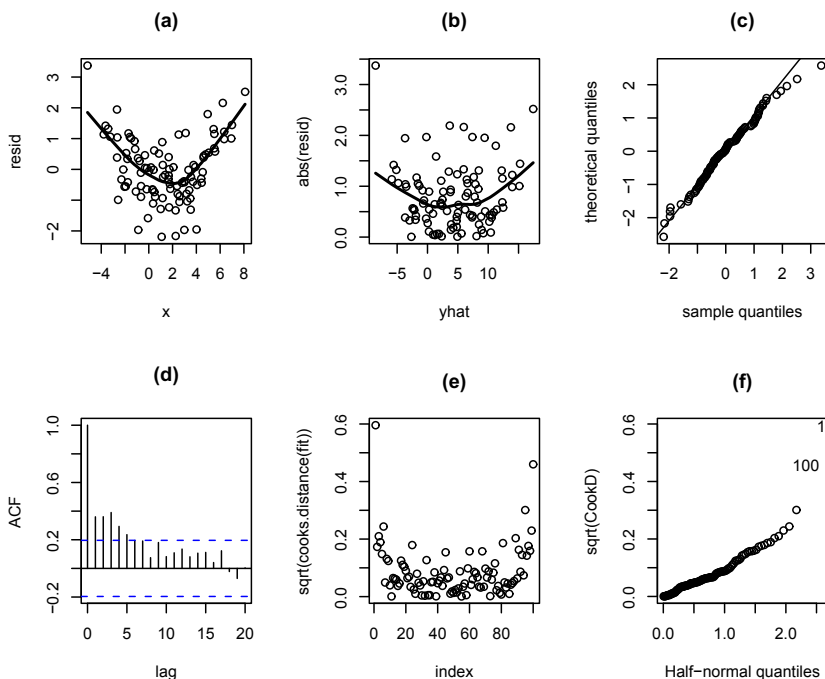 (a)
resid
3
2
1
0
−2
−4 0 2 4 6 8
x
(b)
abs(resid)
3.0
2.0
1.0
0.0
−5 0 5 10
yhat
(c)
theoretical quantiles
2
1
0
−1
−2
−2 0 1 2 3
sample quantiles
(d)
ACF
1.0
0.6
0.2
−0.2
0 5 10 15 20
lag
(e)
sqrt(cooks.distance(fit))
0.6
0.4
0.2
0.0
0 20 40 60 80
index
(f)
sqrt(CookD)
0.6
0.4
0.2
0.0
1
100
0.0 1.0 2.0
Half−normal quantiles